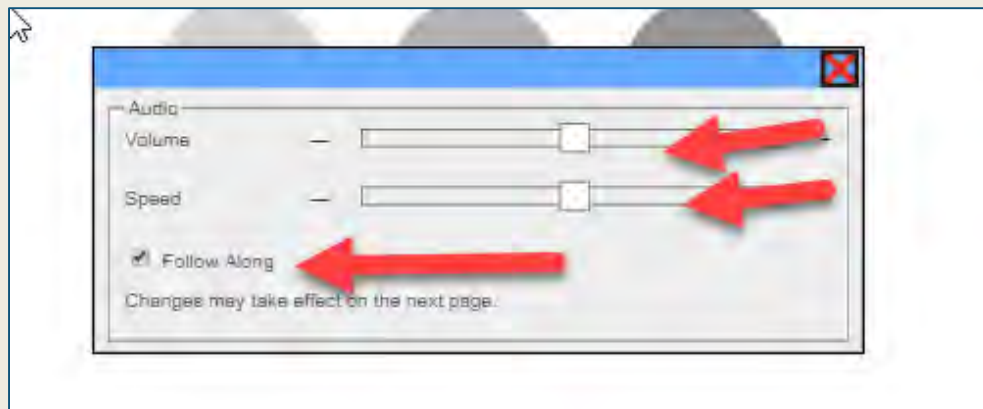 Audio
Volume
Speed
Follow Along
Changes may take effect on the next page.